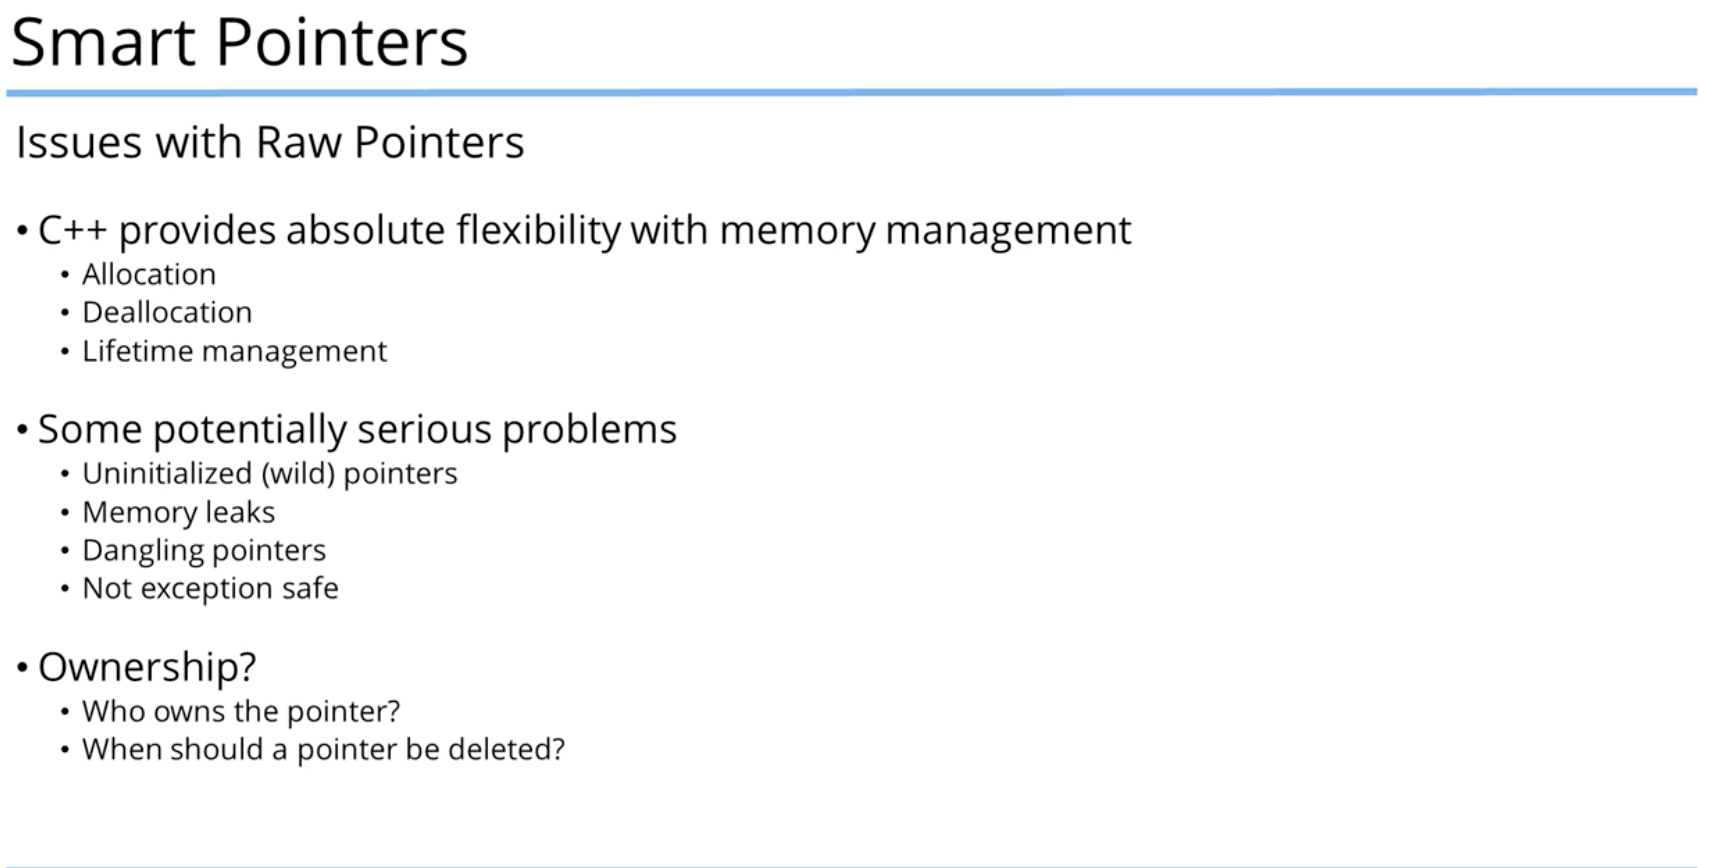 Smart Pointers
Issues with Raw Pointers
• C++ provides absolute flexibility with memory management
• Allocation
• Deallocation
• Lifetime management
• Some potentially serious problems
• Uninitialized (wild) pointers
• Memory leaks
• Dangling pointers
• Not exception safe
• Ownership?
• Who owns the pointer?
• When should a pointer be deleted?